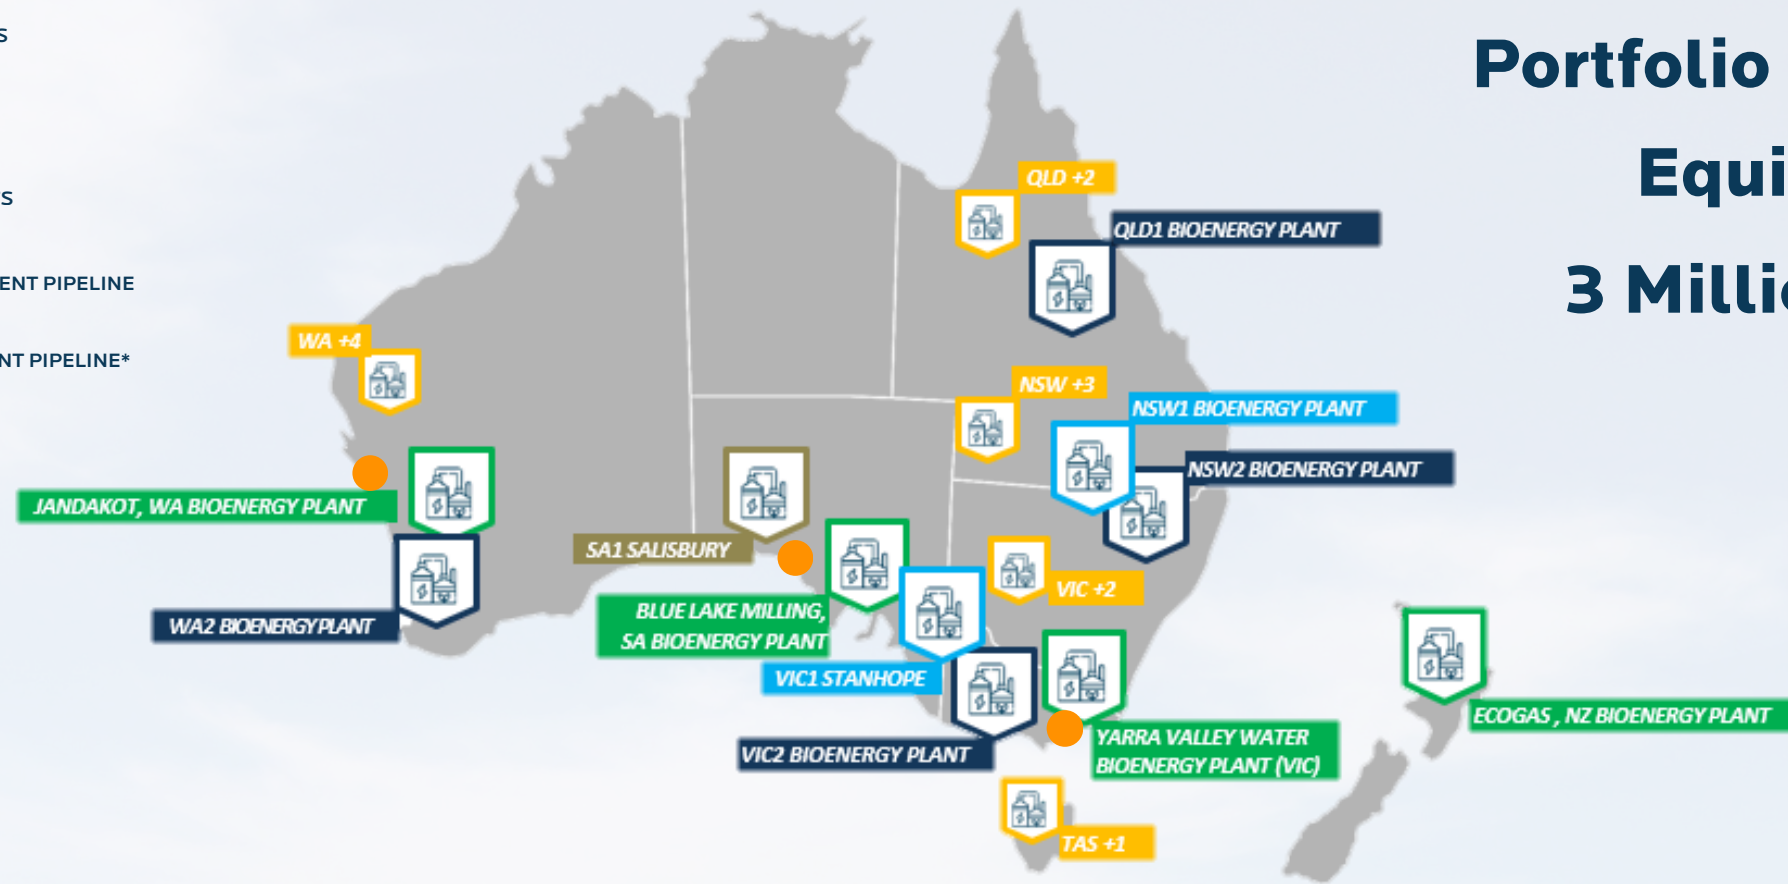 S
Portfolio
Equi
3 Milli
S
ENT PIPELINE
NT PIPELINE*
QLD +2
QLD1 BIOENERGY PLANT
WA +4
NSW +3
NSW1 BIOENERGY PLANT
NSW2 BIOENERGY PLANT
JANDAKOT, WA BIOENERGY PLANT
SA1 SALISBURY
VIC +2
WA2 BIOENERGY PLANT
BLUE LAKE MILLING,
SA BIOENERGY PLANT
VIC1 STANHOPE
ECOGAS , NZ BIOENERGY PLANT
VIC2 BIOENERGY PLANT
YARRA VALLEY WATER
BIOENERGY PLANT (VIC)
TAS +1